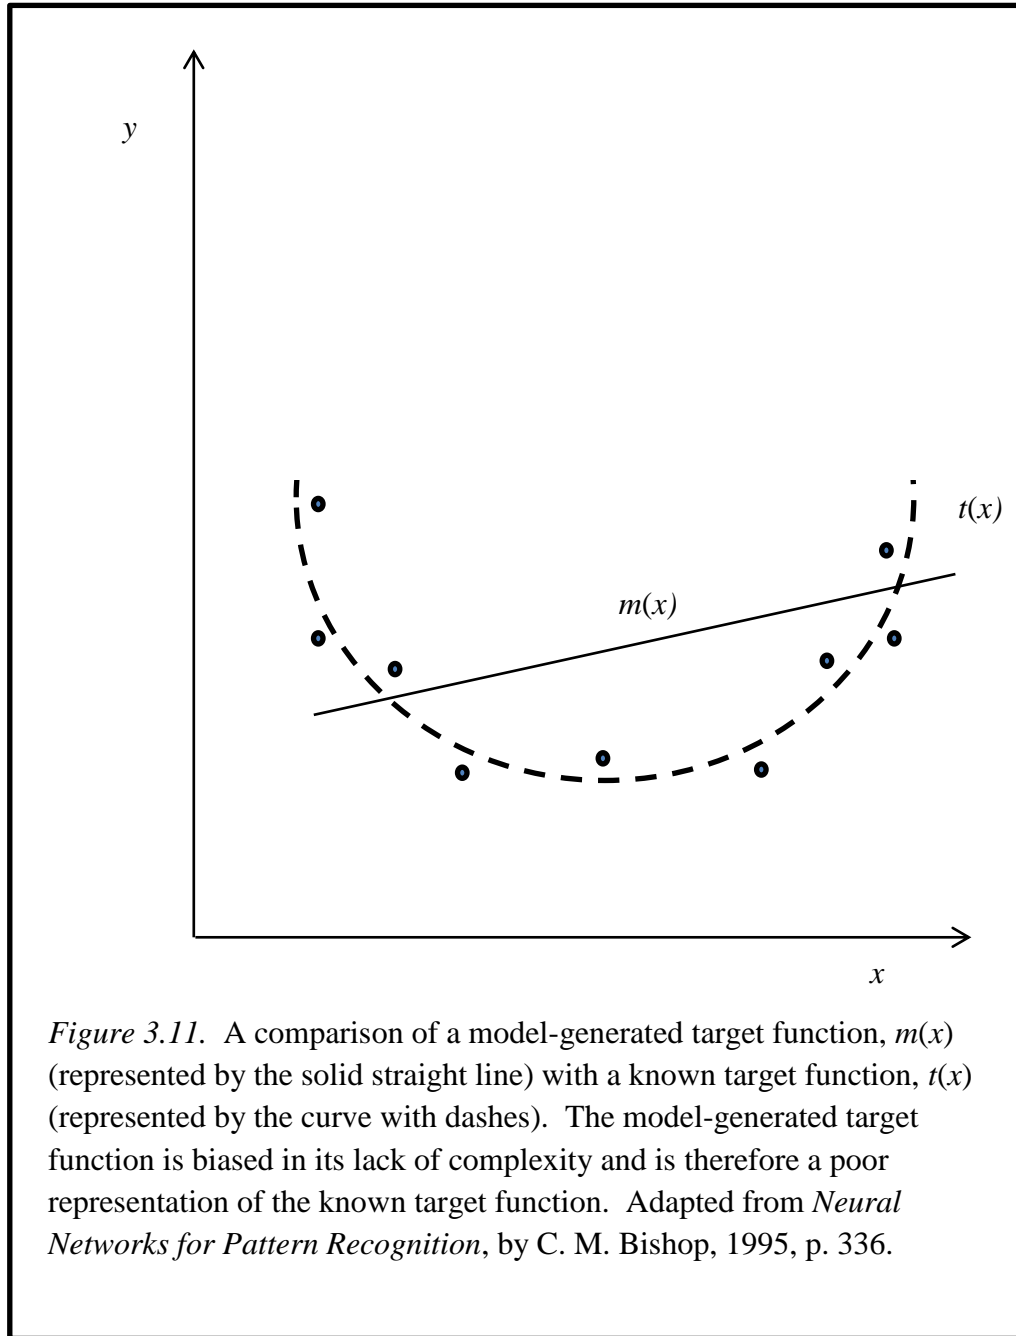 y
t(x)
m(x)
x
Figure 3.11. A comparison of a model-generated target function, m(x)
(represented by the solid straight line) with a known target function, t(x)
(represented by the curve with dashes). The model-generated target
function is biased in its lack of complexity and is therefore a poor
representation of the known target function. Adapted from Neural
Networks for Pattern Recognition, by C. M. Bishop, 1995, p. 336.